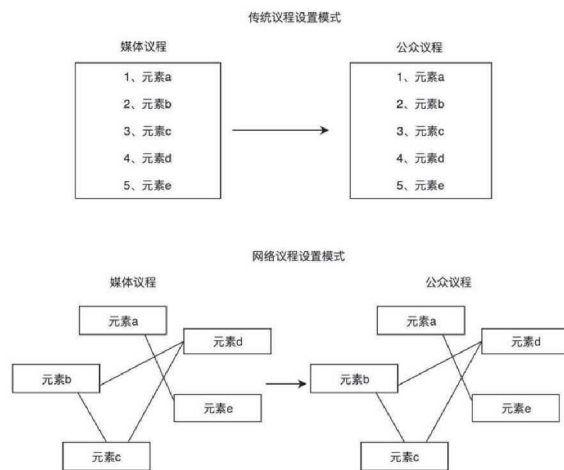 传统议程设置模式
媒体议程
公众议程
1、元素a
2、元素b
3、元素c
4、元素d
5、元素e
1、元素a
2、元素b
3、元素c
4、元素d
5、元素e
网络议程设置模式
媒体议程
公众议程
元素a
元素d
元素b
元素e
元素c
元素a
元素d
元素b
元素e
元素c